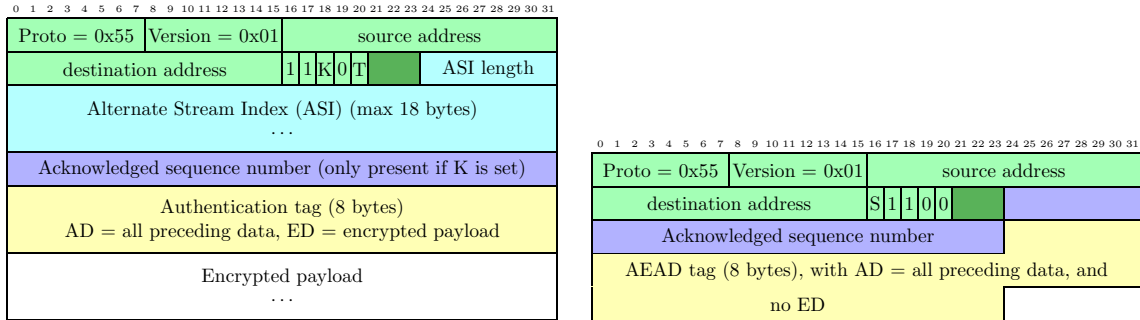 0 1 2 3 4 5 6 7 8 9 10 11 12 13 14 15 16 17 18 19 20 21 22 23 24 25 26 27 28 29 30 31
Proto = 0x55 Version = 0x01 source address
destination address 1 1 K 0 T ASI length
Alternate Stream Index (ASI) (max 18 bytes)
...
Acknowledged sequence number (only present if K is set)
Authentication tag (8 bytes)
AD = all preceding data, ED = encrypted payload
Encrypted payload
...
0 1 2 3 4 5 6 7 8 9 10 11 12 13 14 15 16 17 18 19 20 21 22 23 24 25 26 27 28 29 30 31
Proto = 0x55 Version = 0x01 source address
destination address S 1 1 0 0
Acknowledged sequence number
AEAD tag (8 bytes), with AD = all preceding data, and
no ED